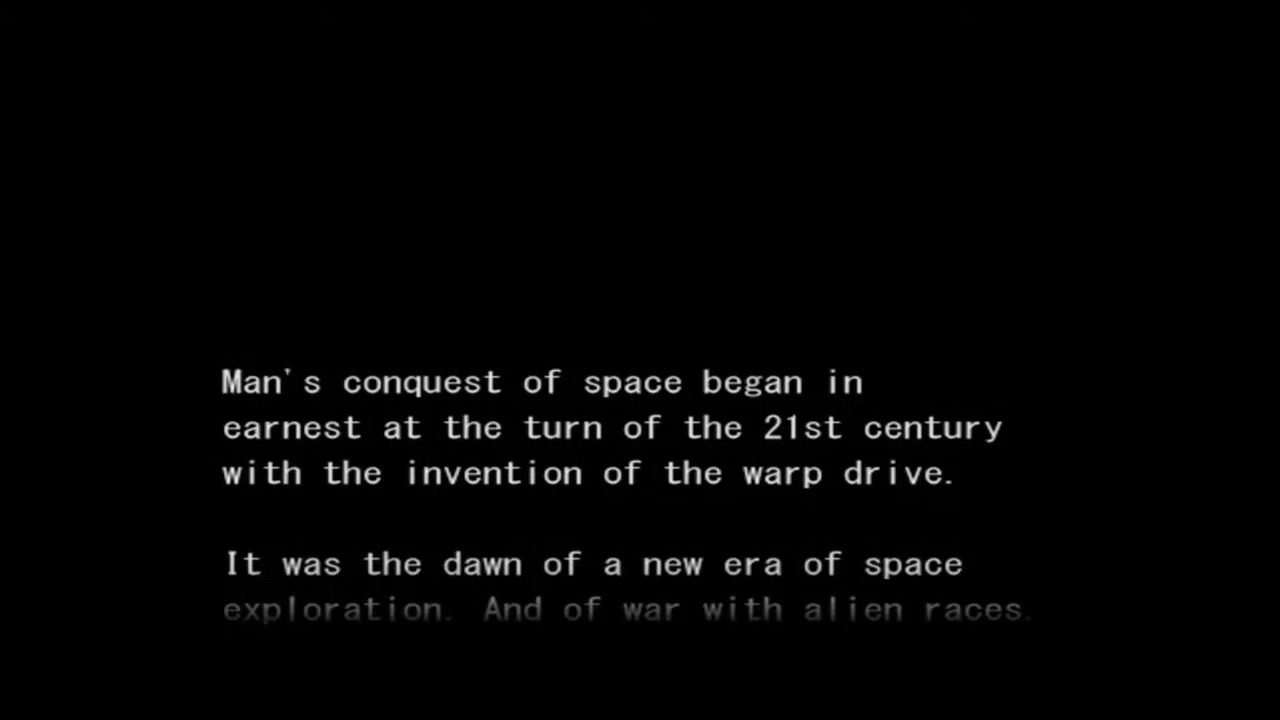 Man's conquest of space began in
earnest at the turn of the 21st century
with the invention of the warp drive.
It was the dawn of a new era of space
exploration. And of war with alien races.